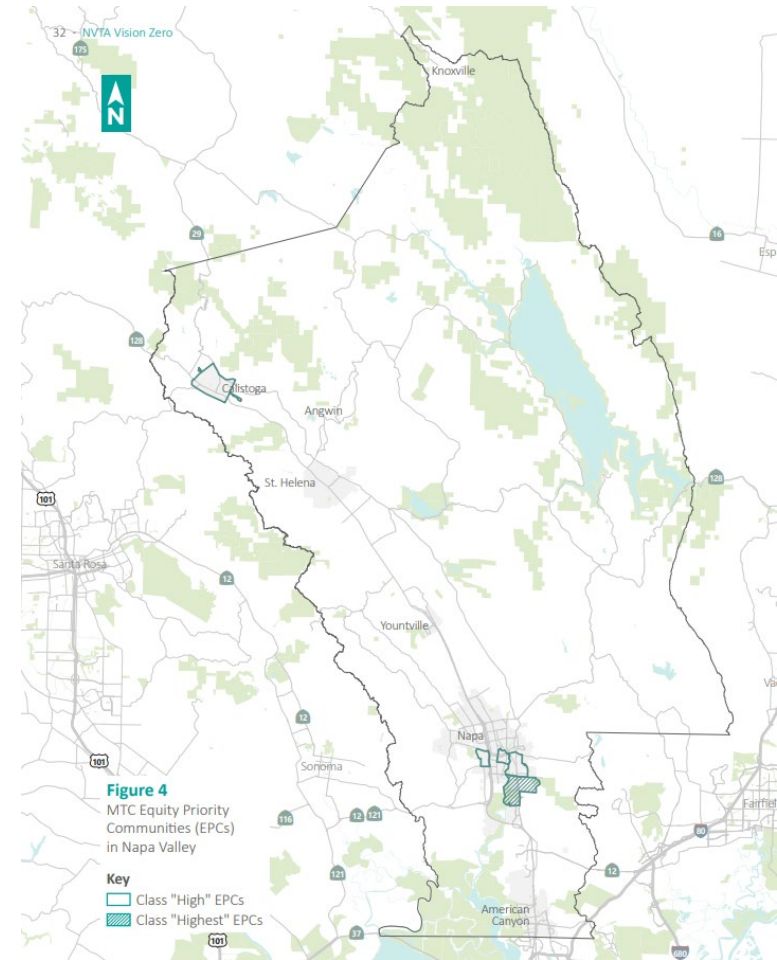 32 - NVTA Vision Zero
175
N
Knoxville
29
16
Esp
128
Calistoga
Angwin
St. Helena
128
101
Santa Rosa
12
Yountville
Va
12
Napa
101
Sonoma
Figure 4
MTC Equity Priority
Communities (EPCs)
in Napa Valley
116
12
121
Fairfield
80
121
12
Key
Class "High" EPCs
Class "Highest" EPCs
American
Canyon
37
101
680